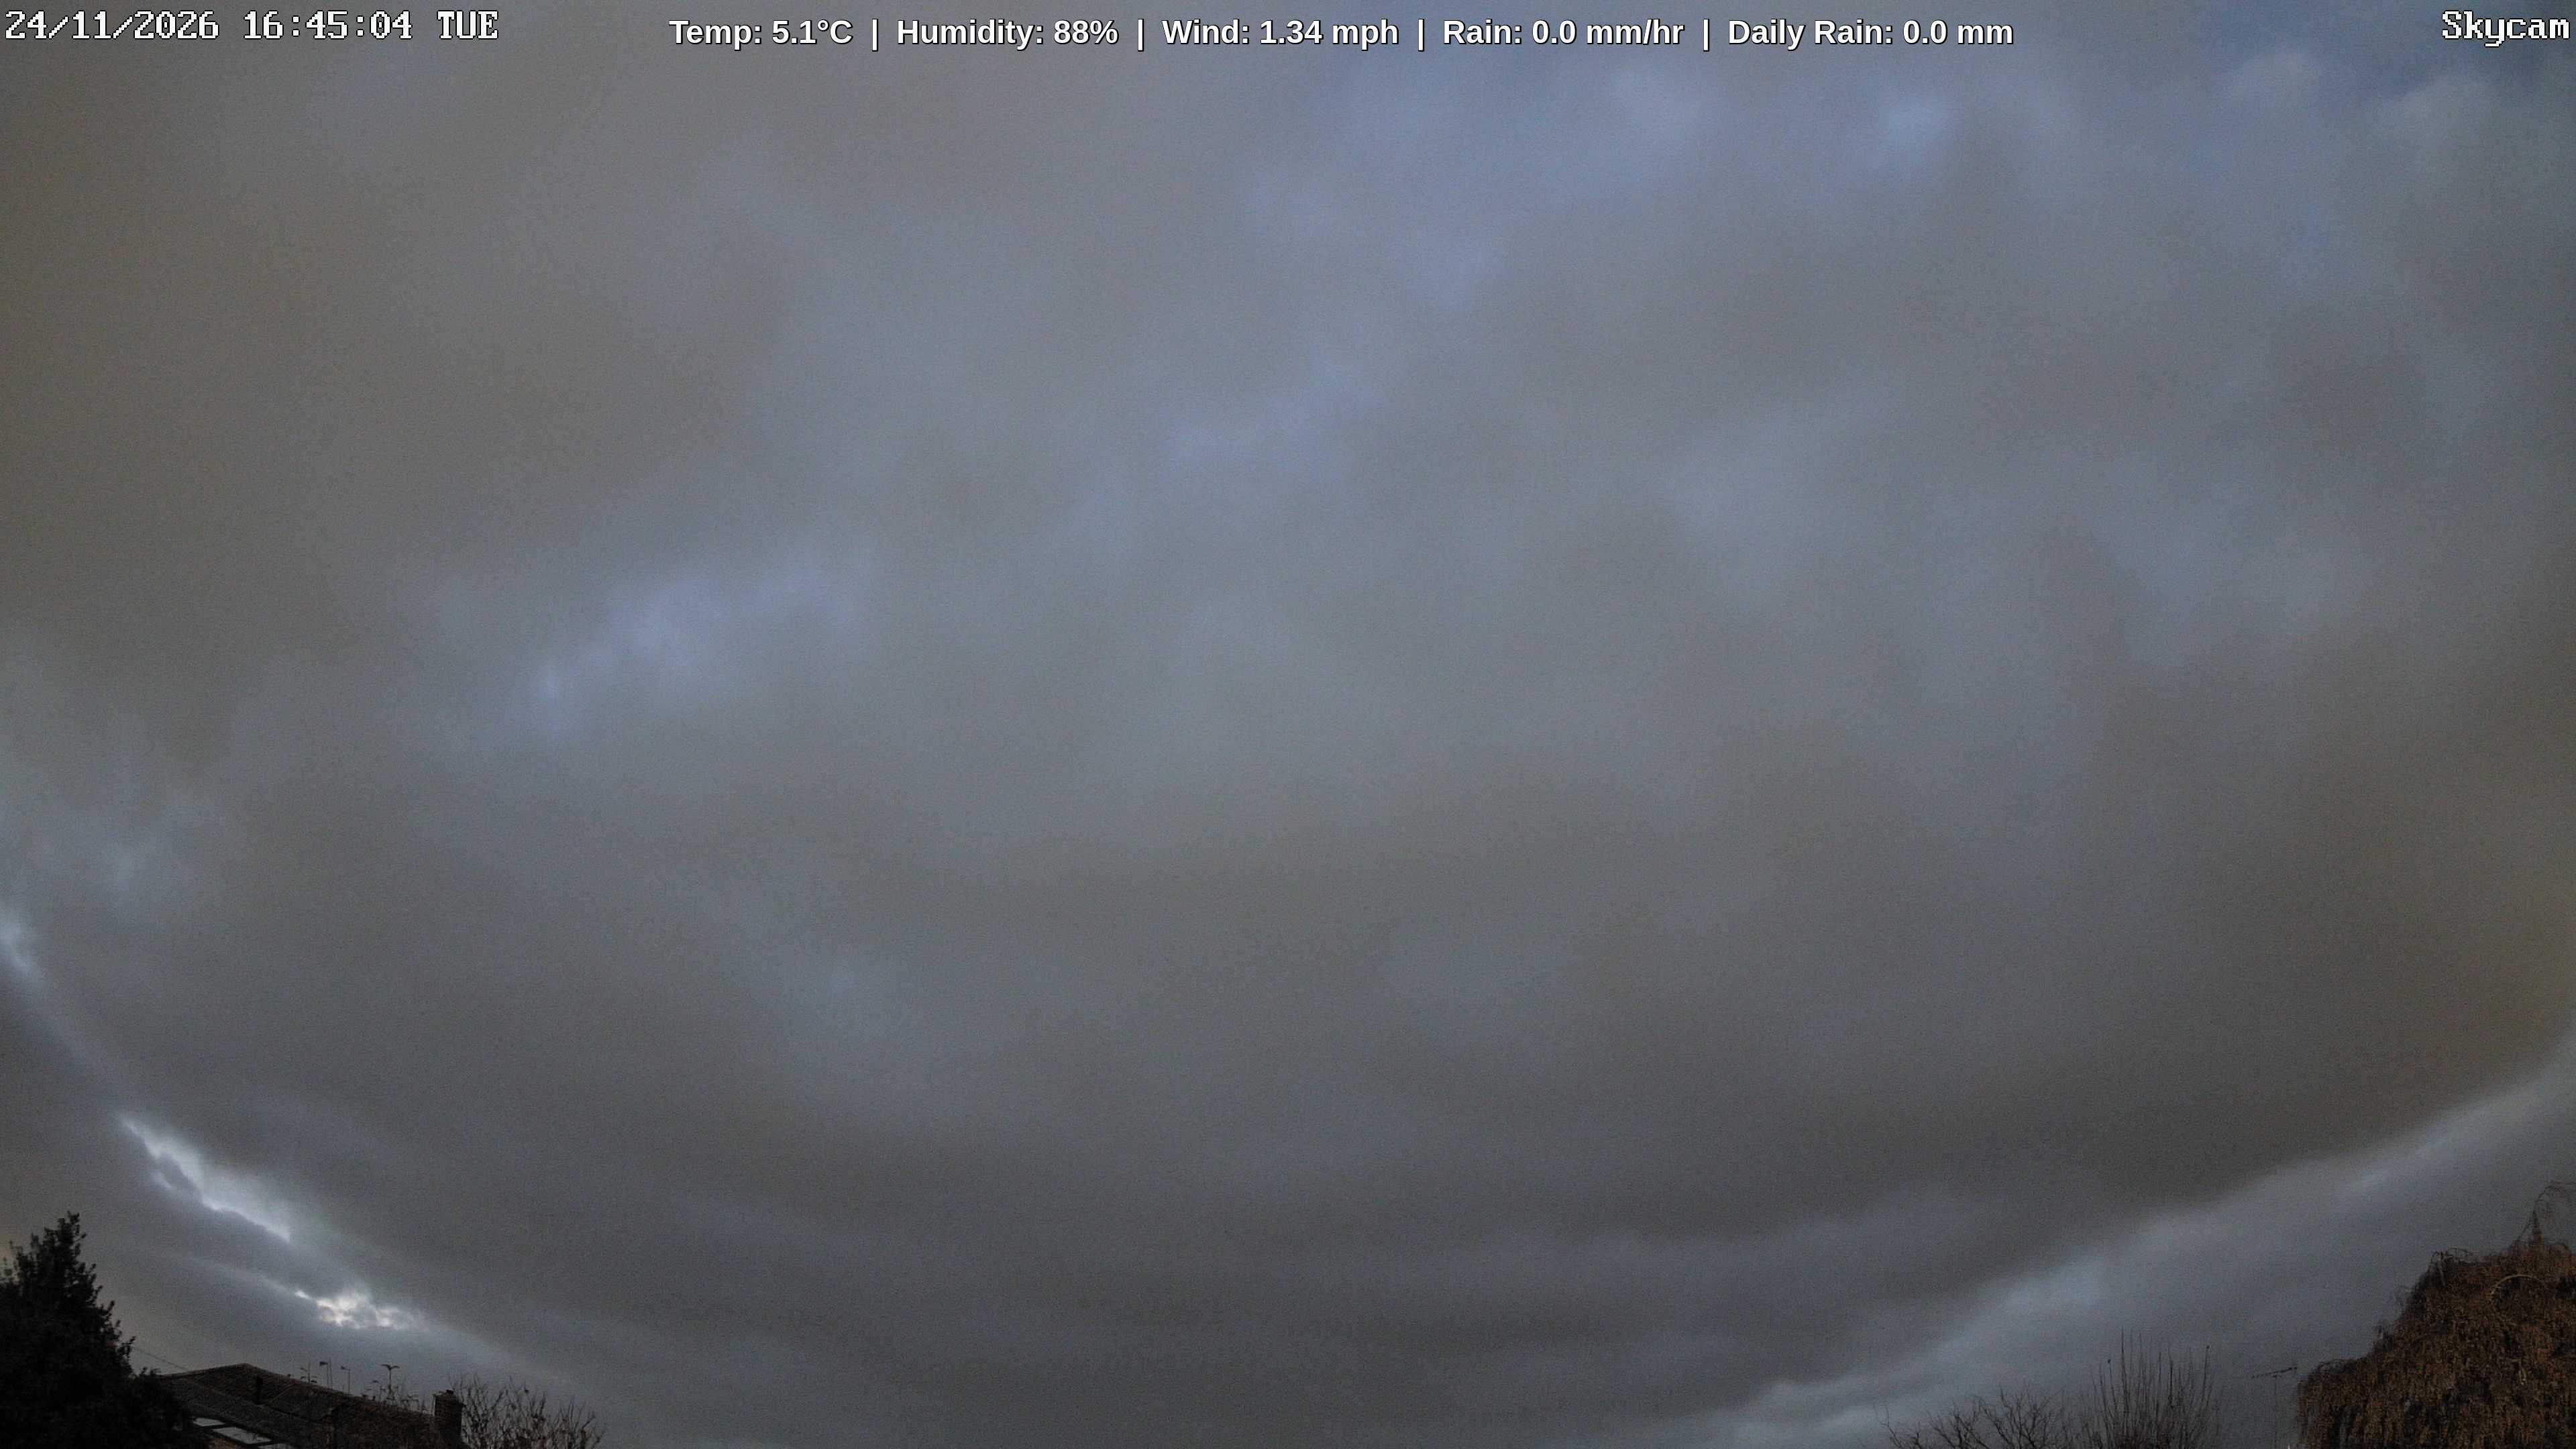 24/11/2026 16:45:04 TUE
Temp: 5.1°C | Humidity: 88% | Wind: 1.34 mph | Rain: 0.0 mm/hr | Daily Rain: 0.0 mm
Skycam